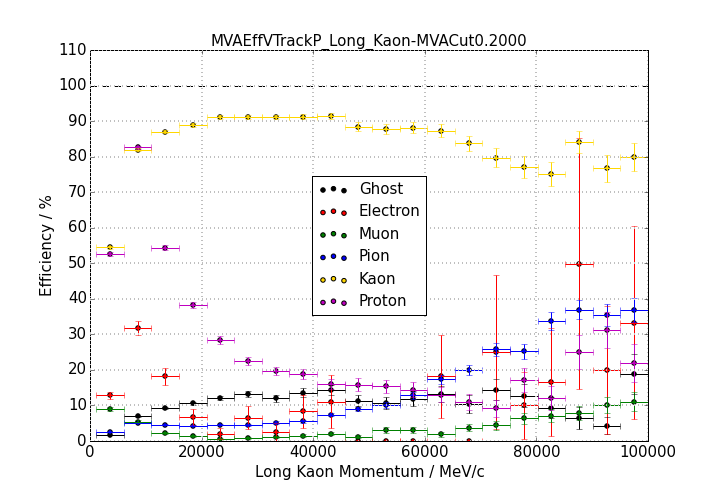 MVAEffVTrackP_Long_Kaon-MVACut0.2000
110
100
90
80
70
60
50
40
30
20
10
0
Efficiency / %
Ghost
Electron
Muon
Pion
Kaon
Proton
0 20000 40000 60000 80000 100000
Long Kaon Momentum / MeV/c